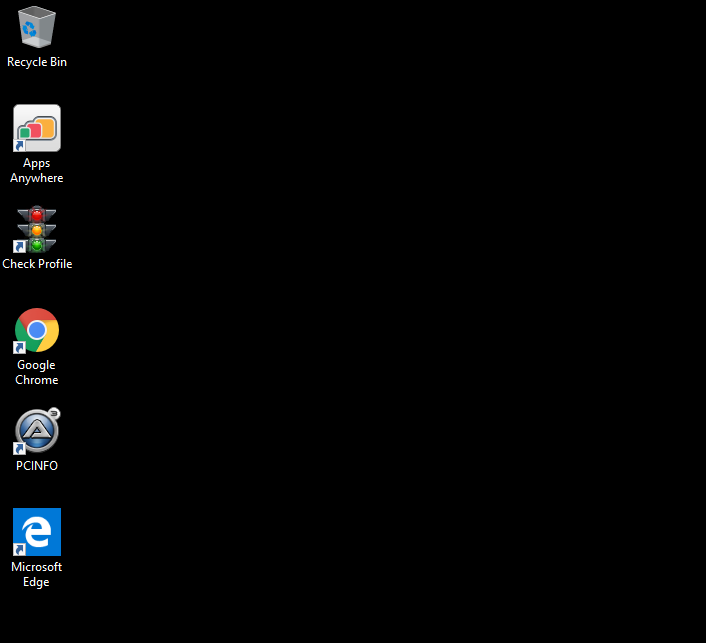 Recycle Bin
Apps
Anywhere
Check Profile
Google
Chrome
PCINFO
Microsoft
Edge